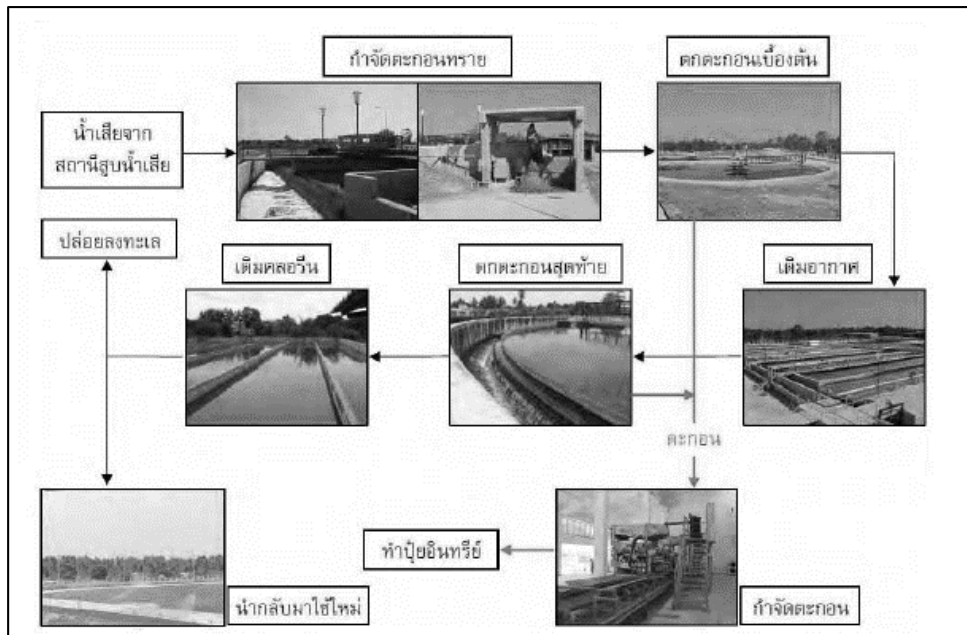 กำจัดตะกอนทราย
ตกตะกอนเบื้องต้น
น้ำเสียจาก
สถานีสูบน้ำเสีย
ปล่อยลงทะเล
เติมคลอรีน
ตกตะกอนสุดท้าย
เติมอากาศ
ตะกอน
ทำปุ๋ยอินทรีย์
นำกลับมาใช้ใหม่
กำจัดตะกอน